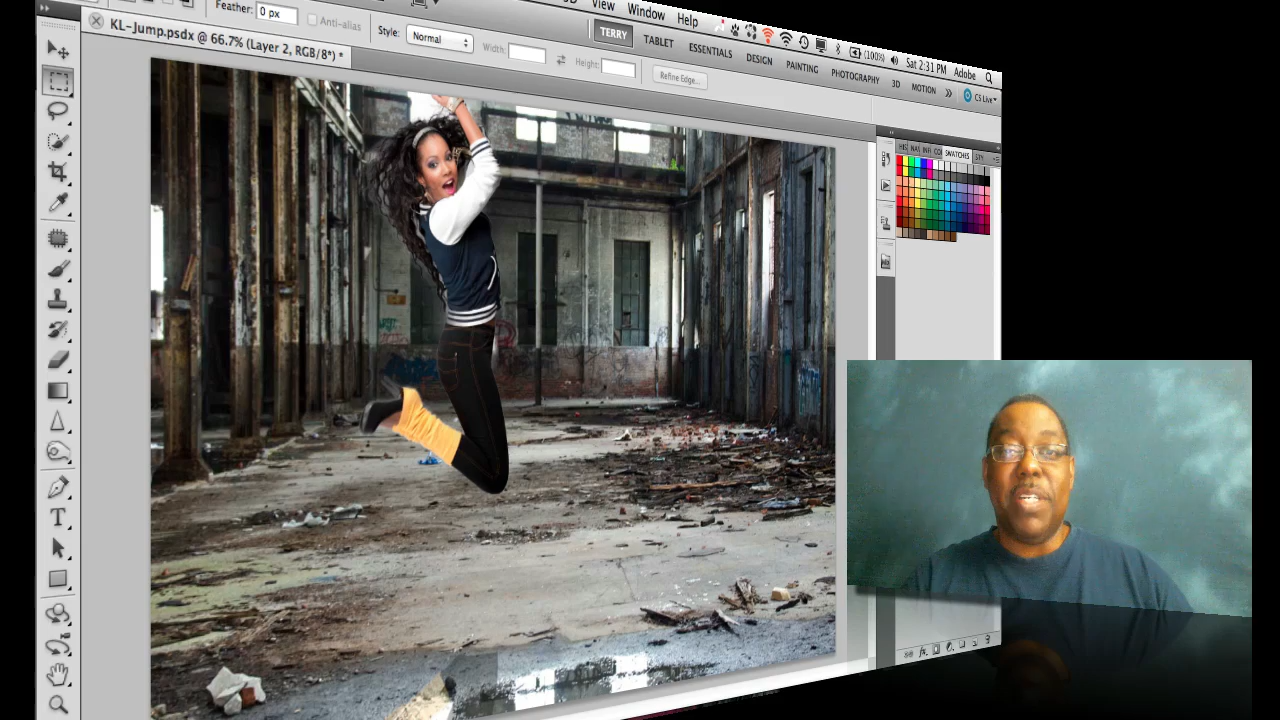 View Window Help
(100%) Sat 2:31 PM Adobe
Feather: 0 px Anti-alias Style: Normal Width: Height: Refine Edge...
TERRY TABLET ESSENTIALS DESIGN PAINTING PHOTOGRAPHY 3D MOTION CS Live
KL-Jump.psdx @ 66.7% (Layer 2, RGB/8*) *
SWATCHES
T